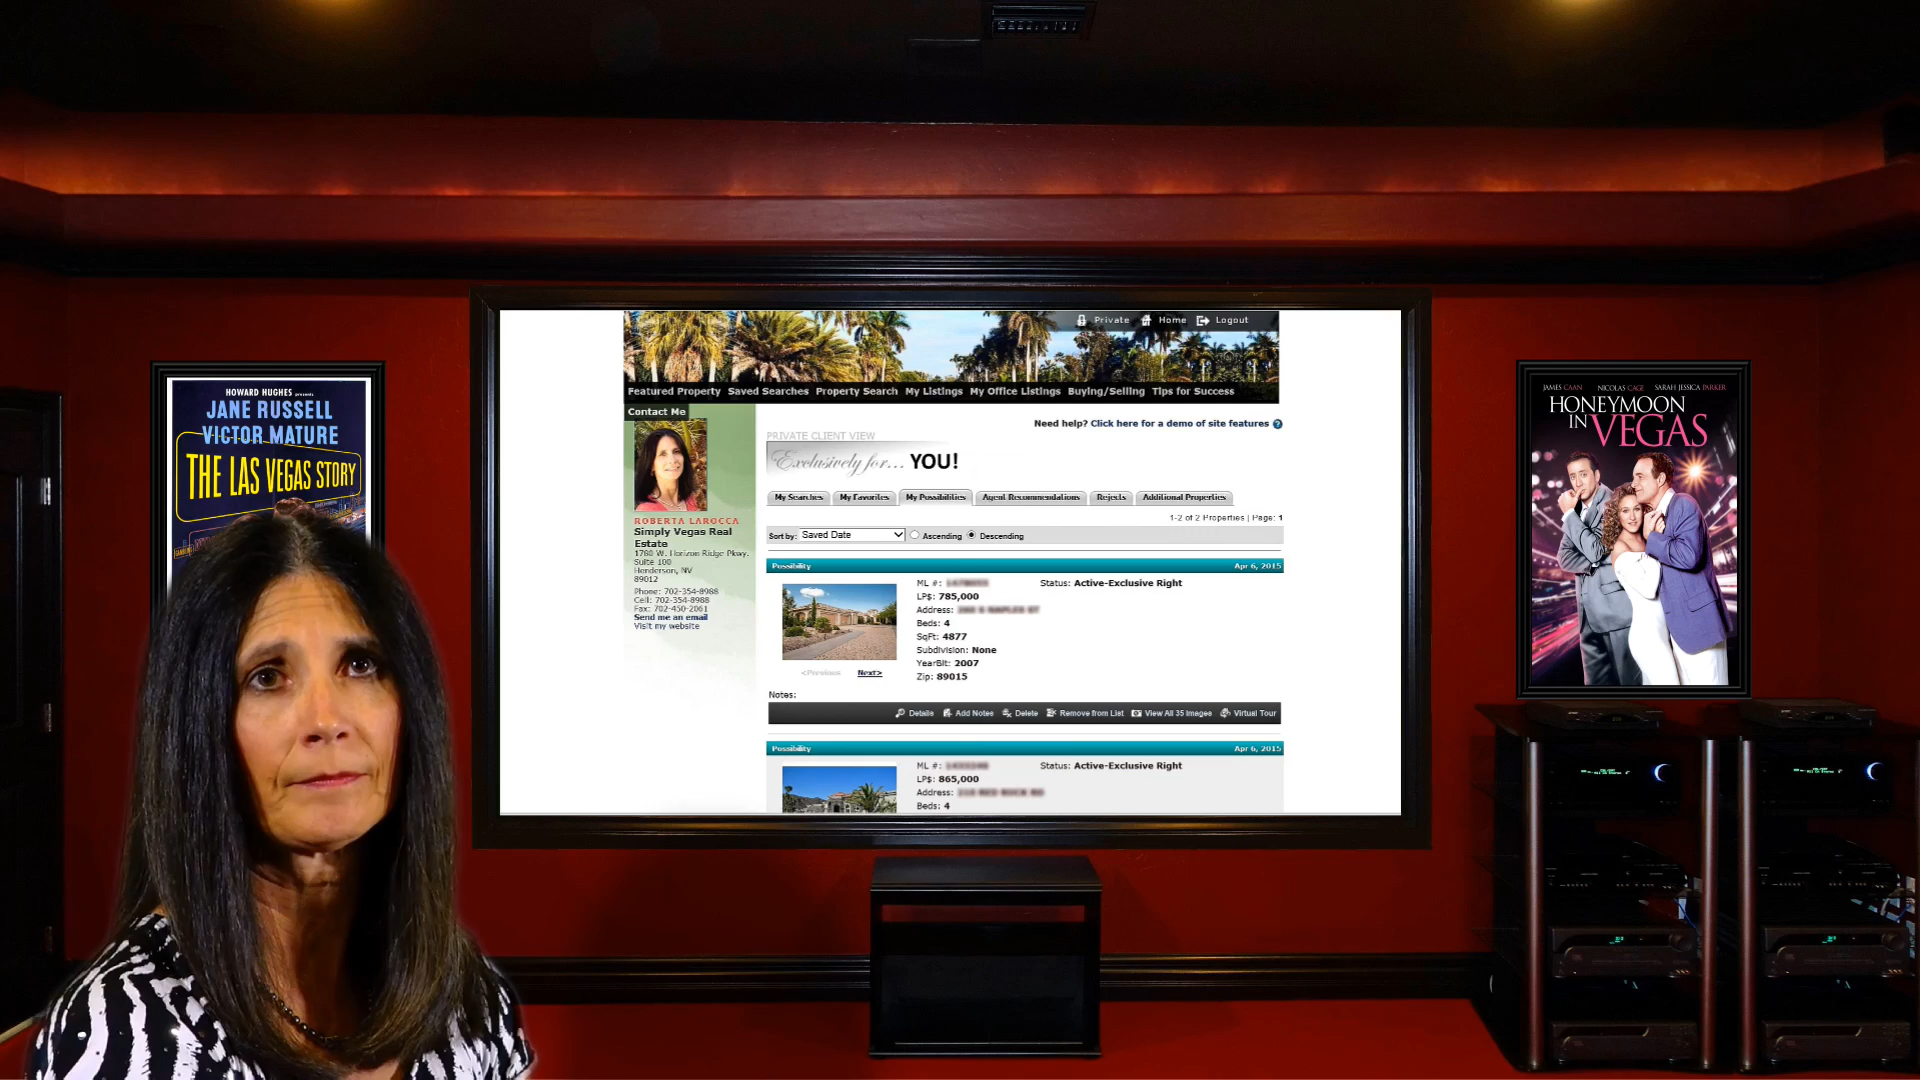 HOWARD HUGHES presents
JANE RUSSELL
VICTOR MATURE
THE LAS VEGAS STORY
Private Home Logout
Featured Property Saved Searches Property Search My Listings My Office Listings Buying/Selling Tips for Success
Contact Me
ROBERTA LAROCCA
Simply Vegas Real
Estate
1780 W. Horizon Ridge Pkwy.
Suite 100
Henderson, NV
89012
Phone: 702-354-8988
Cell: 702-354-8988
Fax: 702-450-2061
Send me an email
Visit my website
Need help? Click here for a demo of site features ?
PRIVATE CLIENT VIEW
Exclusively for... YOU!
My Searches My Favorites My Possibilities Agent Recommendations Rejects Additional Properties
1-2 of 2 Properties | Page: 1
Sort by: Saved Date Ascending Descending
Possibility Apr 6, 2015
ML #: Status: Active-Exclusive Right
LP$: 785,000
Address:
Beds: 4
SqFt: 4877
Subdivision: None
YearBlt: 2007
Zip: 89015
<Previous Next>
Notes:
Details Add Notes Delete Remove from List View All 35 Images Virtual Tour
Possibility Apr 6, 2015
ML #: Status: Active-Exclusive Right
LP$: 865,000
Address:
Beds: 4
JAMES CAAN NICOLAS CAGE SARAH JESSICA PARKER
HONEYMOON
IN VEGAS